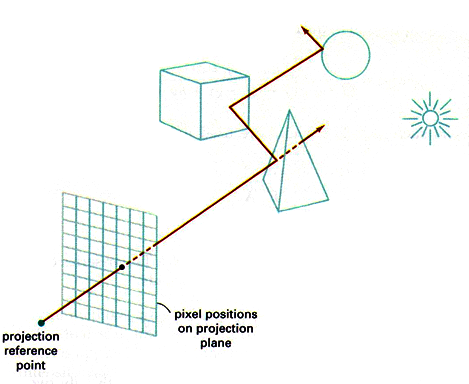 pixel positions
on projection
plane
projection
reference
point